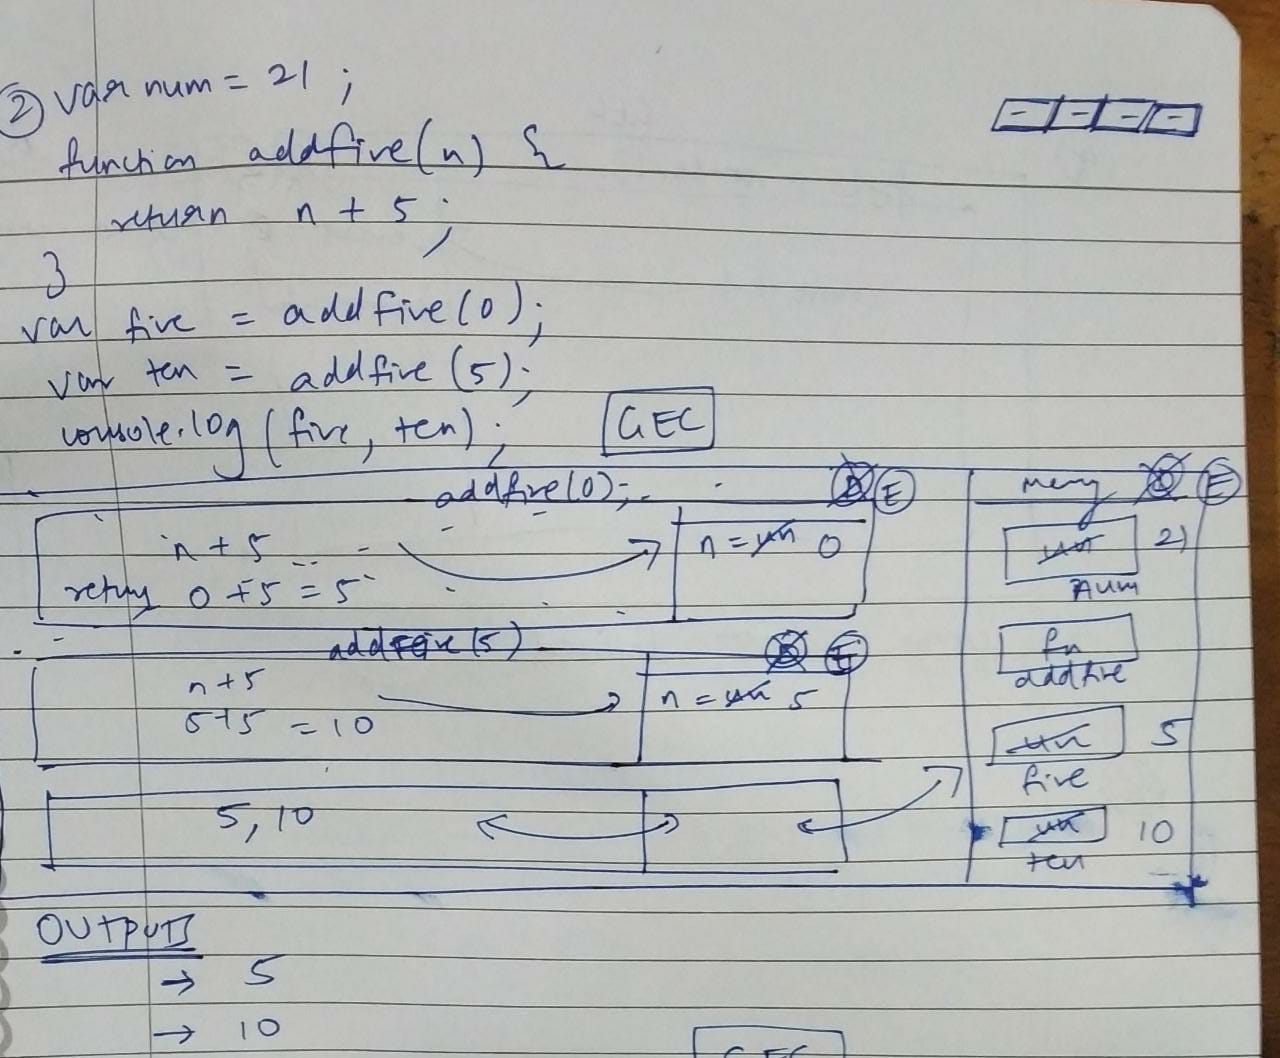 ② var num = 21 ;
function addfive(n) {
return n + 5 ;
}
var five = addfive(0);
var ten = addfive(5);
console.log(five, ten);
GEC
addfive(0); E
n + 5
return 0 + 5 = 5
n = un 0
addfive(5) E
n + 5
5 + 5 = 10
n = un 5
5, 10
E
un 21
num
fn
addfive
un 5
five
un 10
ten
OUTPUTS
→ 5
→ 10
GEC